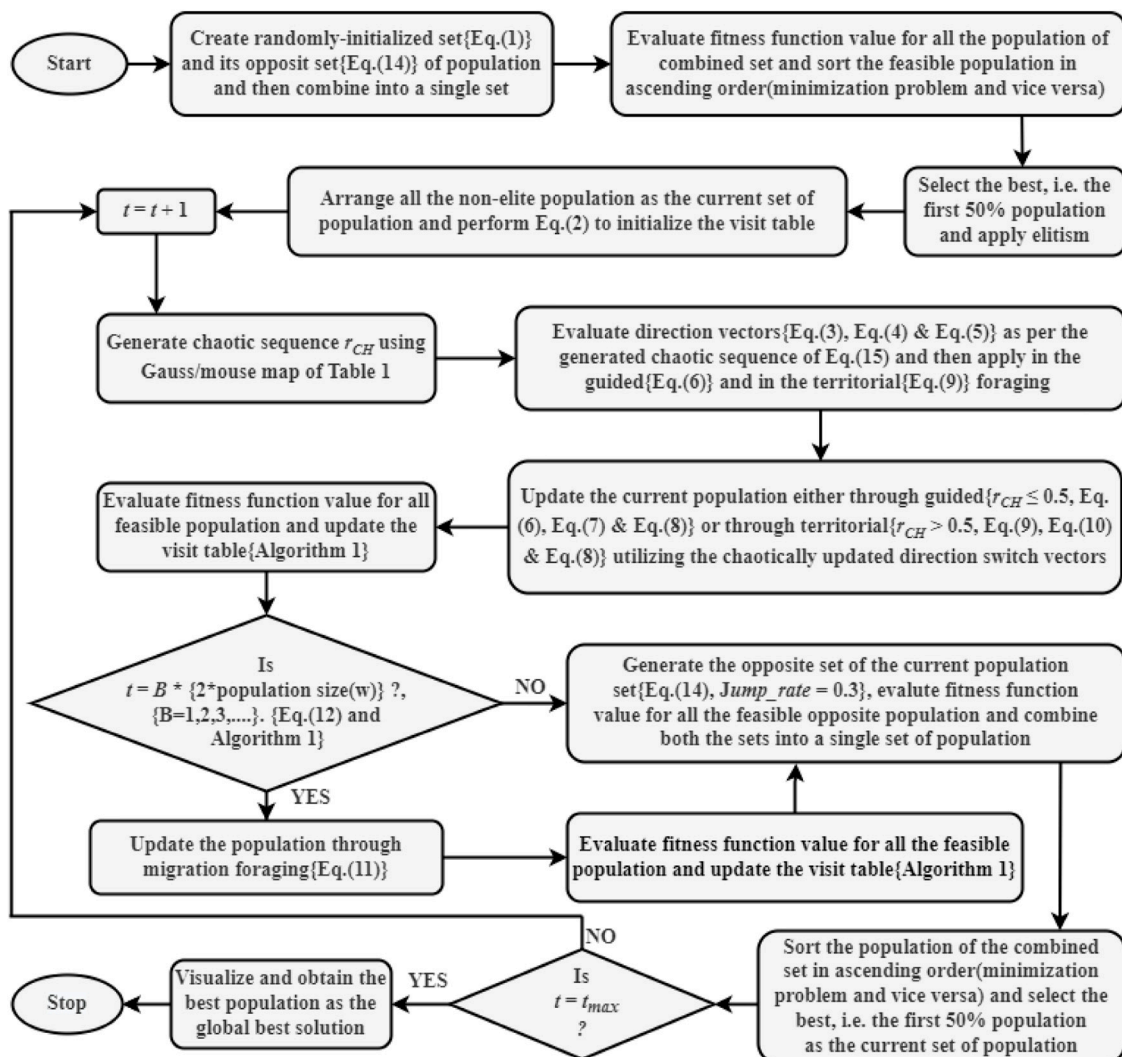 Start
Create randomly-initialized set{Eq.(1)}
and its opposit set{Eq.(14)} of population
and then combine into a single set
Evaluate fitness function value for all the population of
combined set and sort the feasible population in
ascending order(minimization problem and vice versa)
Select the best, i.e. the
first 50% population
and apply elitism
Arrange all the non-elite population as the current set of
population and perform Eq.(2) to initialize the visit table
t = t + 1
Generate chaotic sequence r_CH using
Gauss/mouse map of Table 1
Evaluate direction vectors{Eq.(3), Eq.(4) & Eq.(5)} as per the
generated chaotic sequence of Eq.(15) and then apply in the
guided{Eq.(6)} and in the territorial{Eq.(9)} foraging
Update the current population either through guided{r_CH ≤ 0.5, Eq.
(6), Eq.(7) & Eq.(8)} or through territorial{r_CH > 0.5, Eq.(9), Eq.(10)
& Eq.(8)} utilizing the chaotically updated direction switch vectors
Evaluate fitness function value for all
feasible population and update the
visit table{Algorithm 1}
Is
t = B * {2*population size(w)} ?,
{B=1,2,3,....}. {Eq.(12) and
Algorithm 1}
NO
YES
Update the population through
migration foraging{Eq.(11)}
Evaluate fitness function value for all the feasible
population and update the visit table{Algorithm 1}
Generate the opposite set of the current population
set{Eq.(14), Jump_rate = 0.3}, evalute fitness function
value for all the feasible opposite population and combine
both the sets into a single set of population
Sort the population of the combined
set in ascending order(minimization
problem and vice versa) and select the
best, i.e. the first 50% population
as the current set of population
Is
t = t_max
?
NO
YES
Visualize and obtain the
best population as the
global best solution
Stop